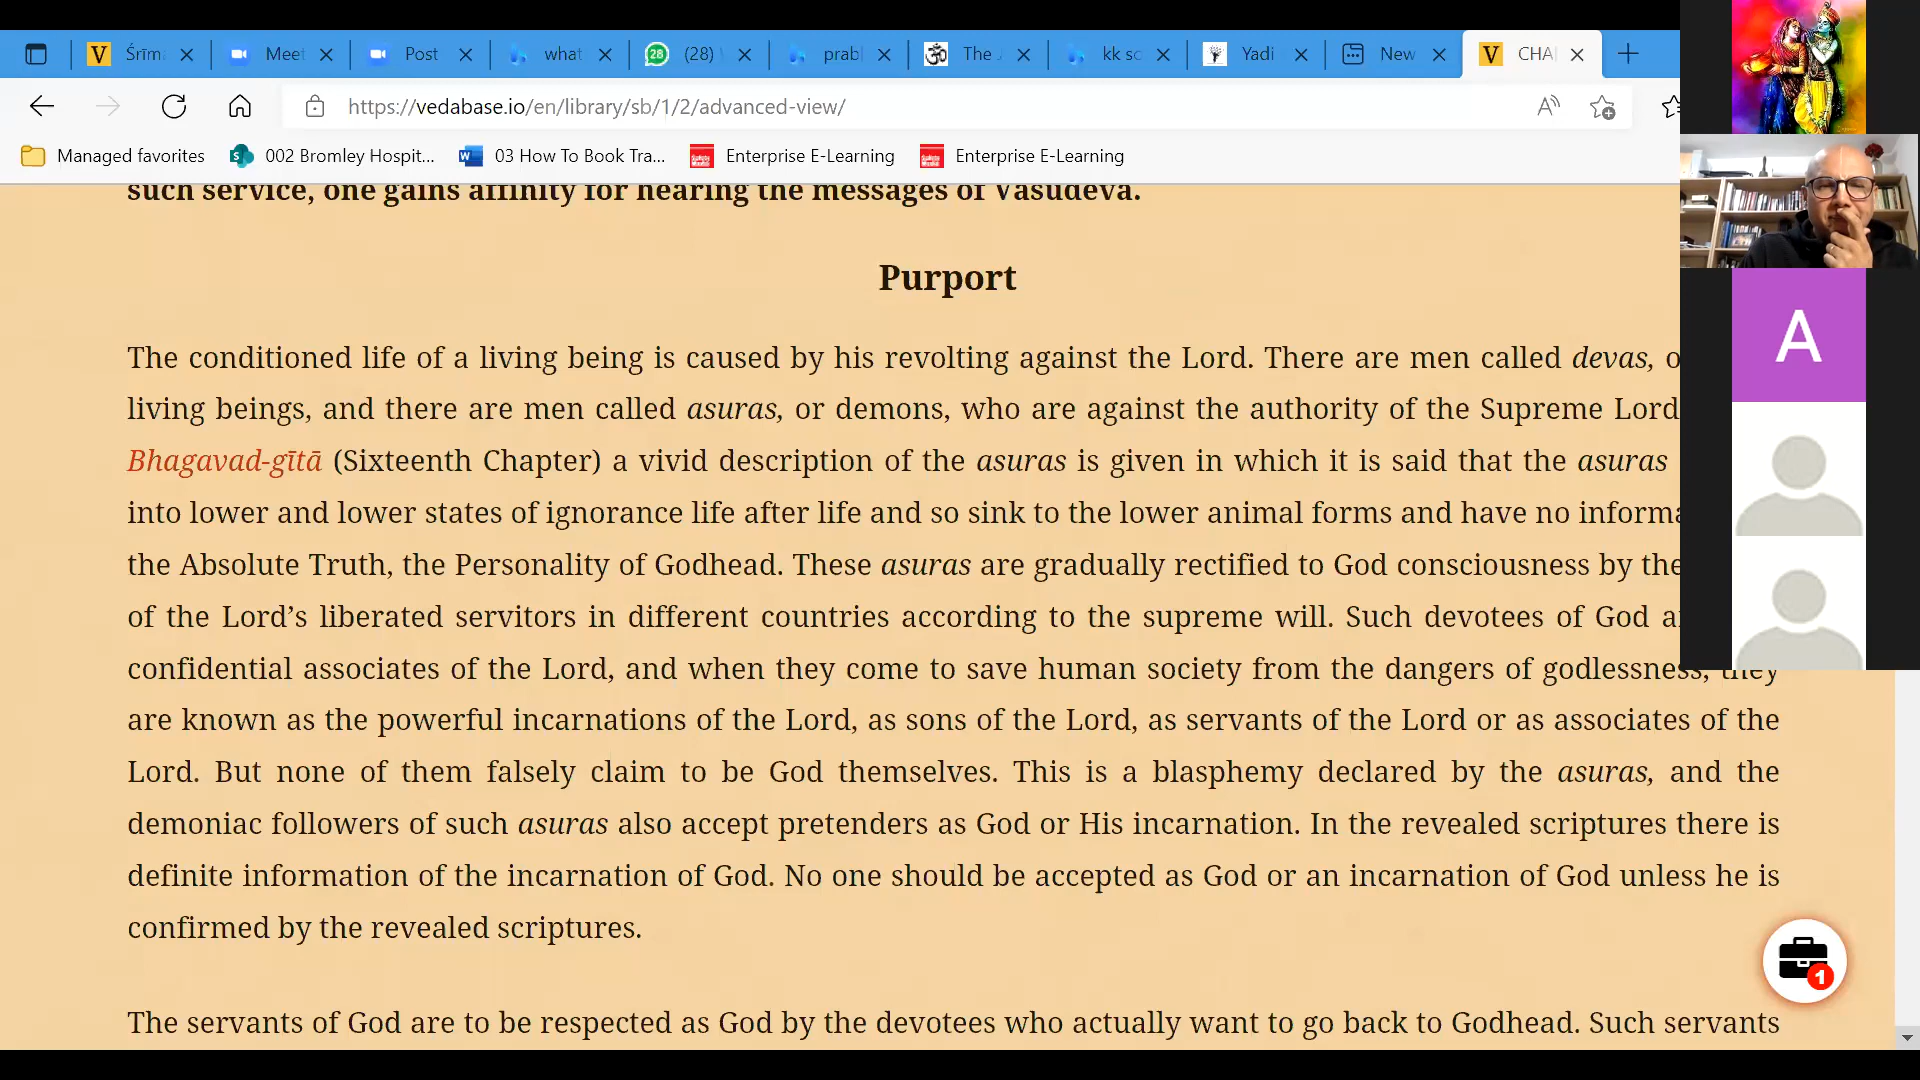 Śrīm
Meet
Post
what
28
(28)
prab
The
kk sc
Yadi
New
CHA
https://vedabase.io/en/library/sb/1/2/advanced-view/
Managed favorites
002 Bromley Hospit...
03 How To Book Tra...
Enterprise E-Learning
Enterprise E-Learning
such service, one gains affinity for hearing the messages of Vāsudeva.
Purport
The conditioned life of a living being is caused by his revolting against the Lord. There are men called devas, o
living beings, and there are men called asuras, or demons, who are against the authority of the Supreme Lord
Bhagavad-gītā (Sixteenth Chapter) a vivid description of the asuras is given in which it is said that the asuras
into lower and lower states of ignorance life after life and so sink to the lower animal forms and have no informa
the Absolute Truth, the Personality of Godhead. These asuras are gradually rectified to God consciousness by the
of the Lord’s liberated servitors in different countries according to the supreme will. Such devotees of God a
confidential associates of the Lord, and when they come to save human society from the dangers of godlessness, they
are known as the powerful incarnations of the Lord, as sons of the Lord, as servants of the Lord or as associates of the
Lord. But none of them falsely claim to be God themselves. This is a blasphemy declared by the asuras, and the
demoniac followers of such asuras also accept pretenders as God or His incarnation. In the revealed scriptures there is
definite information of the incarnation of God. No one should be accepted as God or an incarnation of God unless he is
confirmed by the revealed scriptures.
The servants of God are to be respected as God by the devotees who actually want to go back to Godhead. Such servants
A
1